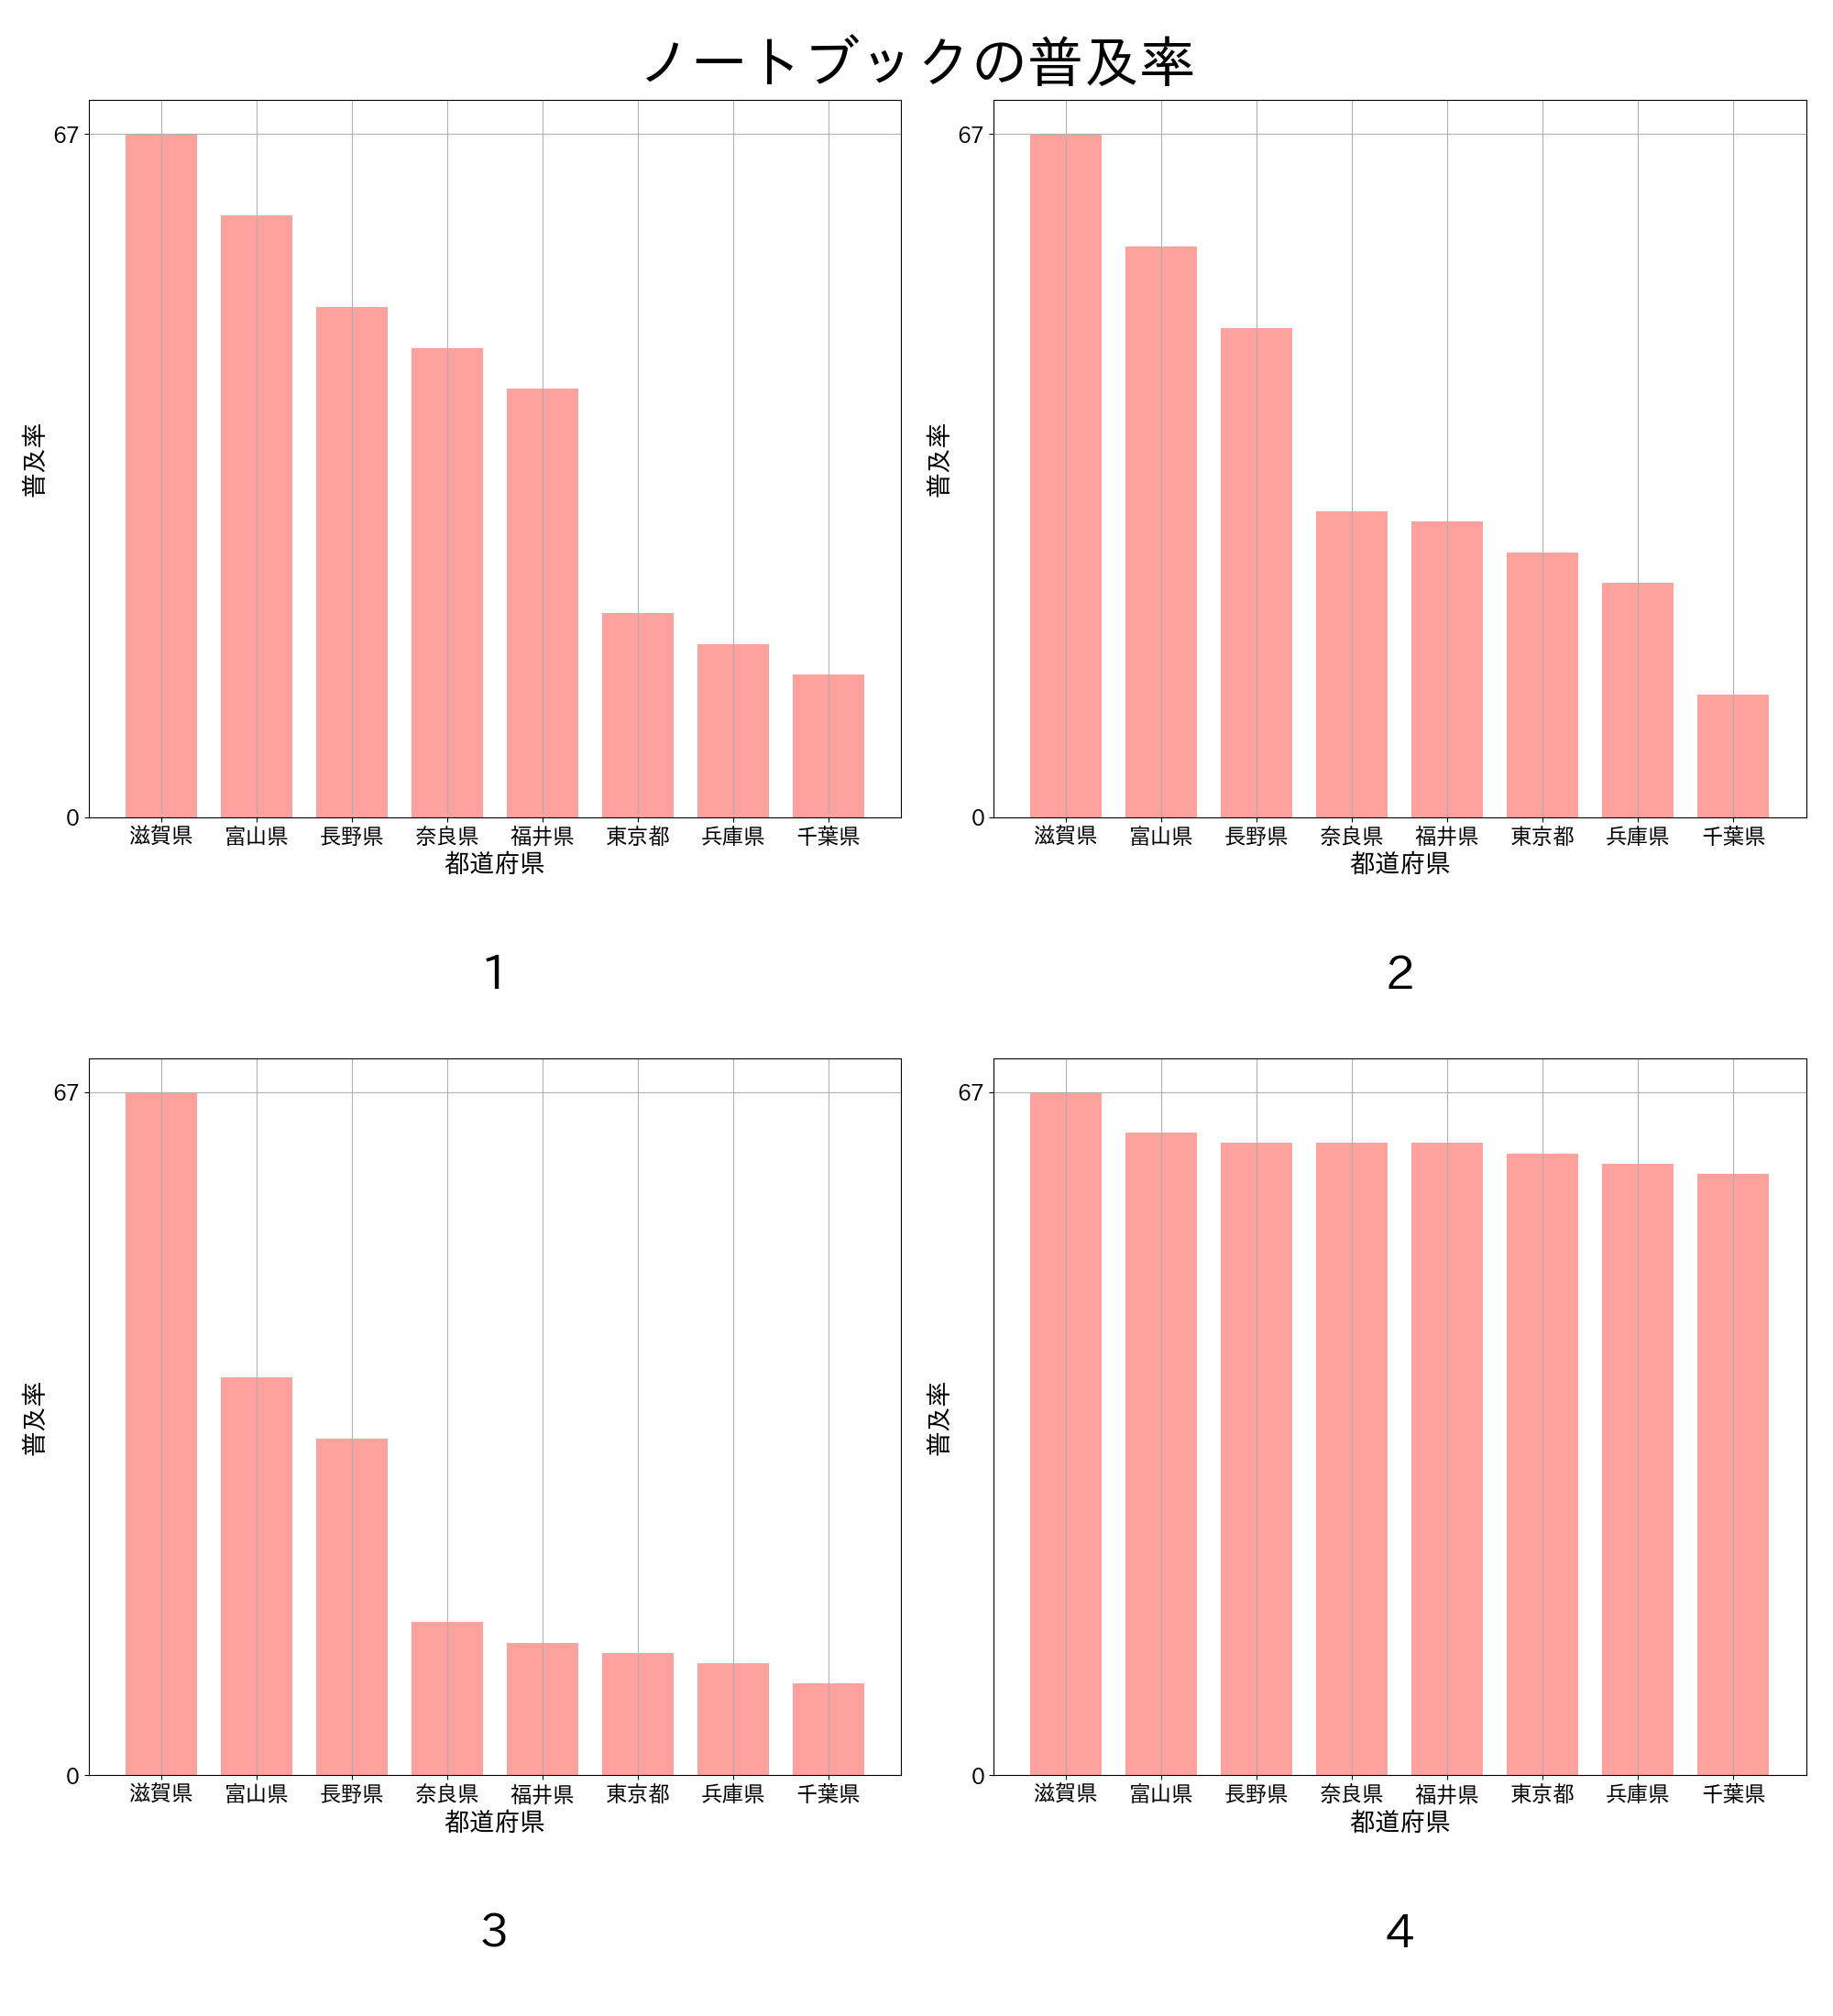 ノートブックの普及率
67
0
普及率
滋賀県 富山県 長野県 奈良県 福井県 東京都 兵庫県 千葉県
都道府県
1
67
0
普及率
滋賀県 富山県 長野県 奈良県 福井県 東京都 兵庫県 千葉県
都道府県
2
67
0
普及率
滋賀県 富山県 長野県 奈良県 福井県 東京都 兵庫県 千葉県
都道府県
3
67
0
普及率
滋賀県 富山県 長野県 奈良県 福井県 東京都 兵庫県 千葉県
都道府県
4